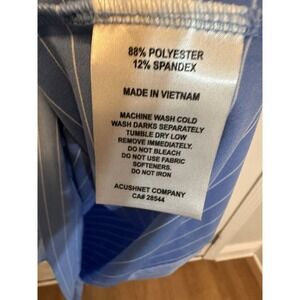 88% POLYESTER
12% SPANDEX
MADE IN VIETNAM
MACHINE WASH COLD
WASH DARKS SEPARATELY
TUMBLE DRY LOW
REMOVE IMMEDIATELY.
DO NOT BLEACH
DO NOT USE FABRIC
SOFTENERS.
DO NOT IRON
ACUSHNET COMPANY
CA# 28544